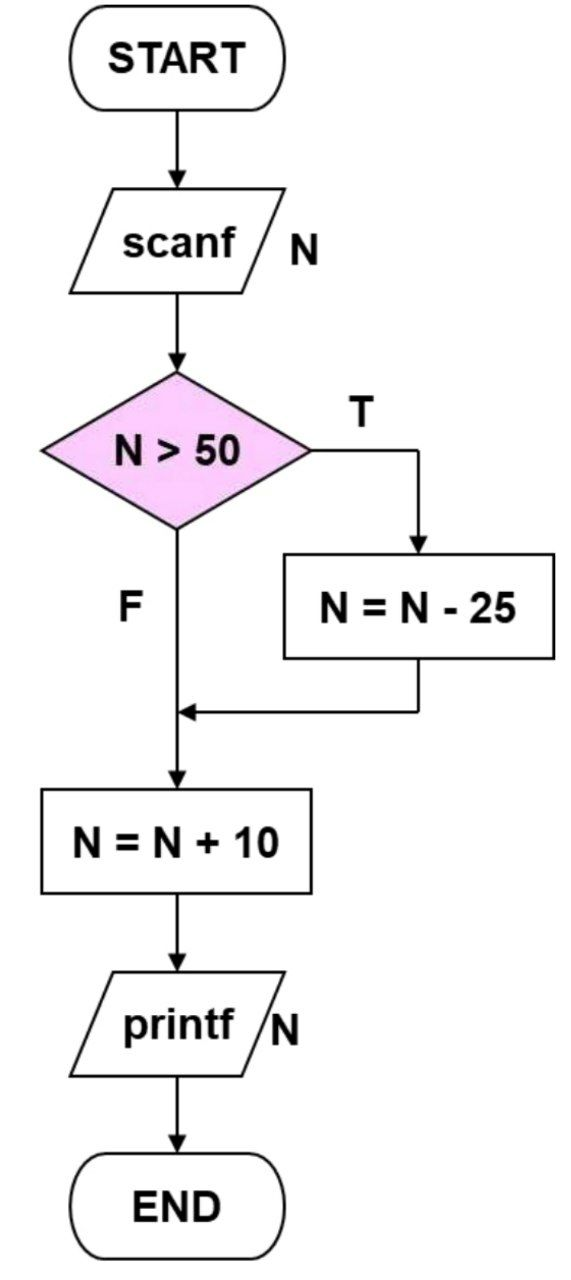 START
scanf
N
N > 50
T
F
N = N - 25
N = N + 10
printf
N
END